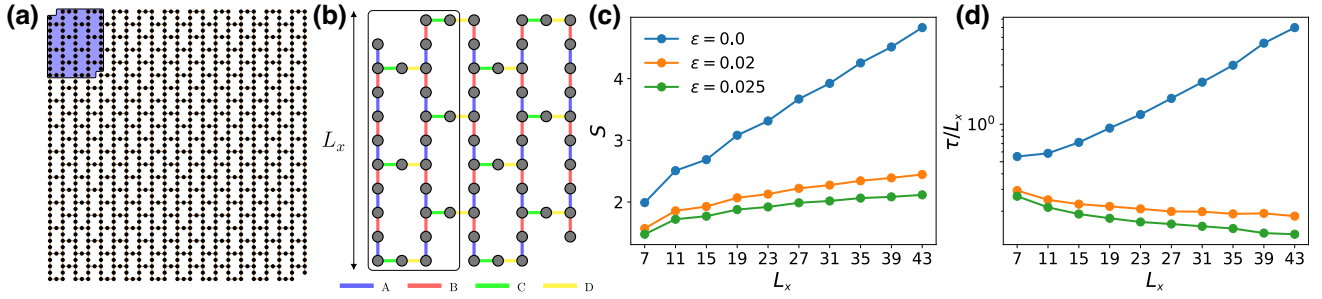 (a)
(b)
L_x
A B C D
(c)
S
4
3
2
ε = 0.0
ε = 0.02
ε = 0.025
7 11 15 19 23 27 31 35 39 43
L_x
(d)
τ/L_x
10^0
7 11 15 19 23 27 31 35 39 43
L_x